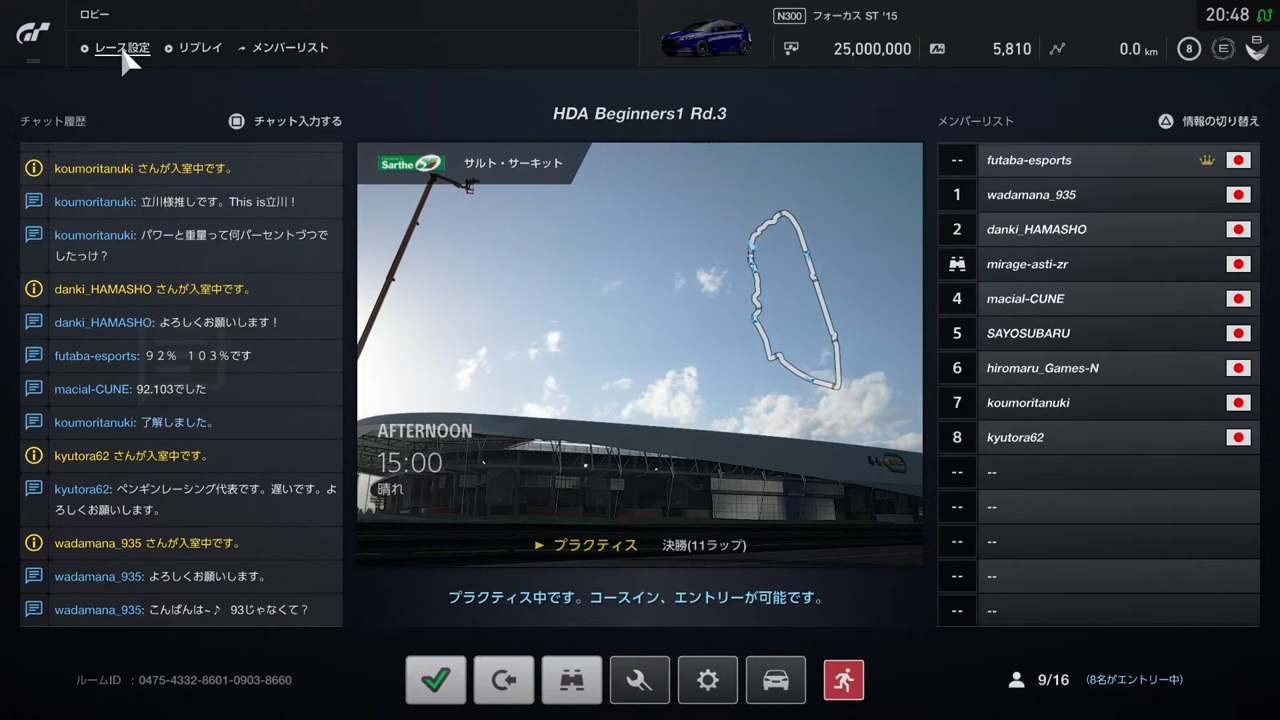 ロビー
レース設定 リプレイ メンバーリスト
N300 フォーカス ST '15
25,000,000 5,810 0.0 km 8 E
20:48
チャット履歴 チャット入力する
koumoritanuki さんが入室中です。
koumoritanuki: 立川様推しです。This is立川！
koumoritanuki: パワーと重量って何パーセントづつで
したっけ？
danki_HAMASHO さんが入室中です。
danki_HAMASHO: よろしくお願いします！
futaba-esports: ９２％ １０３％です
macial-CUNE: 92.103でした
koumoritanuki: 了解しました。
kyutora62 さんが入室中です。
kyutora62: ペンギンレーシング代表です。遅いです。よ
ろしくお願いします。
wadamana_935 さんが入室中です。
wadamana_935: よろしくお願いします。
wadamana_935: こんばんは~♪ 93じゃなくて？
HDA Beginners1 Rd.3
Sarthe サルト・サーキット
AFTERNOON
15:00
晴れ
プラクティス 決勝(11ラップ)
プラクティス中です。コースイン、エントリーが可能です。
メンバーリスト 情報の切り替え
-- futaba-esports
1 wadamana_935
2 danki_HAMASHO
mirage-asti-zr
4 macial-CUNE
5 SAYOSUBARU
6 hiromaru_Games-N
7 koumoritanuki
8 kyutora62
-- --
-- --
-- --
-- --
-- --
ルームID : 0475-4332-8601-0903-8660
9/16 (8名がエントリー中)